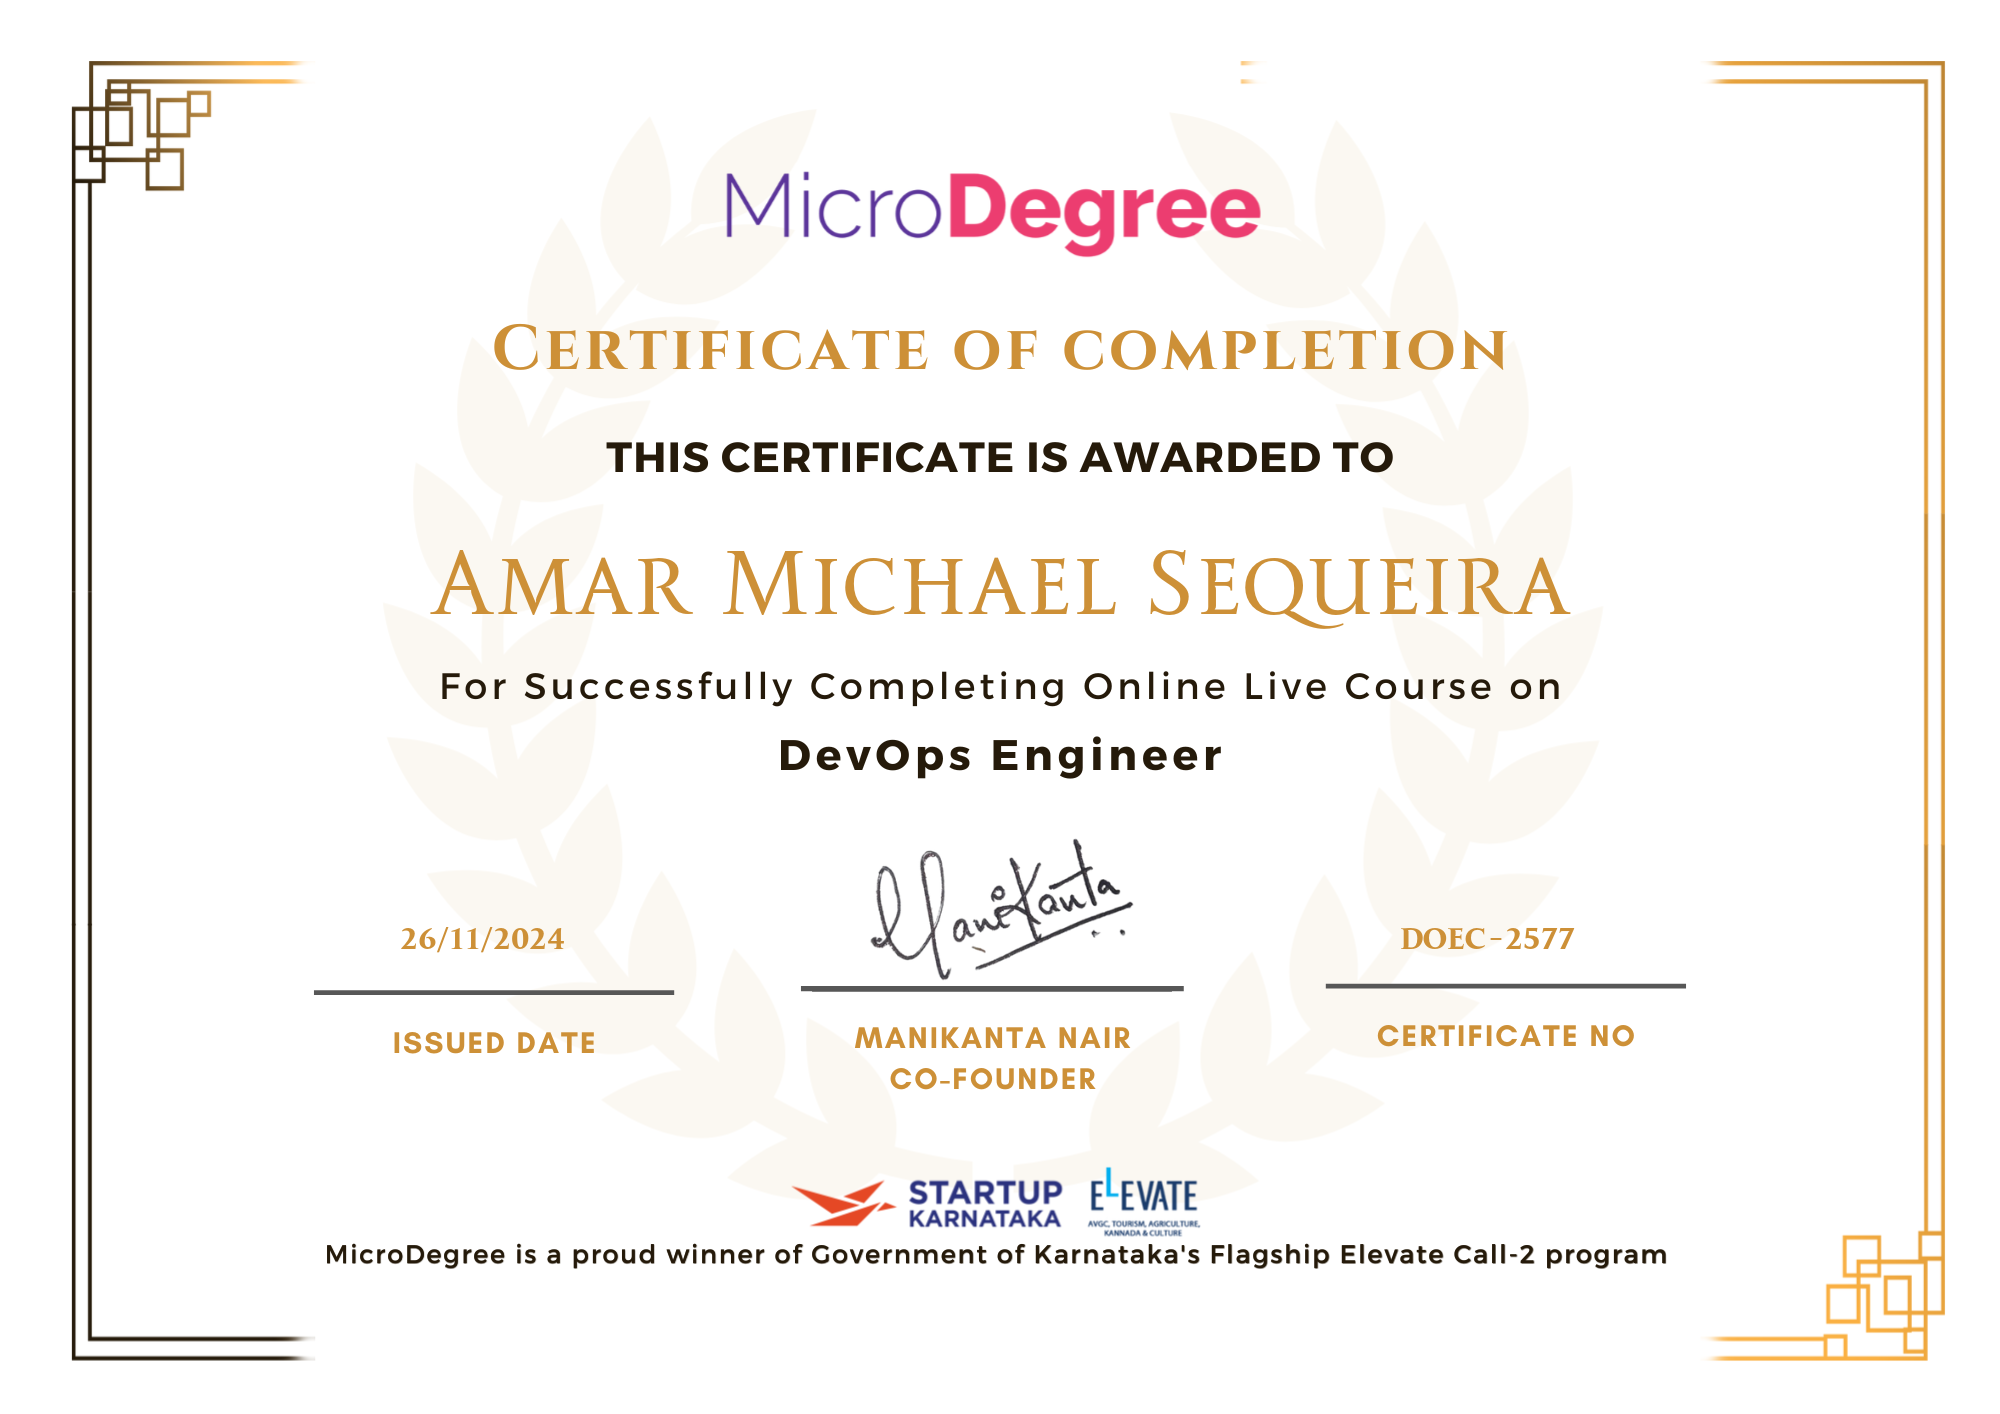 MicroDegree
Certificate of completion
THIS CERTIFICATE IS AWARDED TO
Amar Michael Sequeira
For Successfully Completing Online Live Course on
DevOps Engineer
Manikanta
26/11/2024
DOEC-2577
ISSUED DATE
MANIKANTA NAIR
CO-FOUNDER
CERTIFICATE NO
STARTUP
KARNATAKA
ELEVATE
AVGC, TOURISM, AGRICULTURE,
KANNADA & CULTURE
MicroDegree is a proud winner of Government of Karnataka's Flagship Elevate Call-2 program